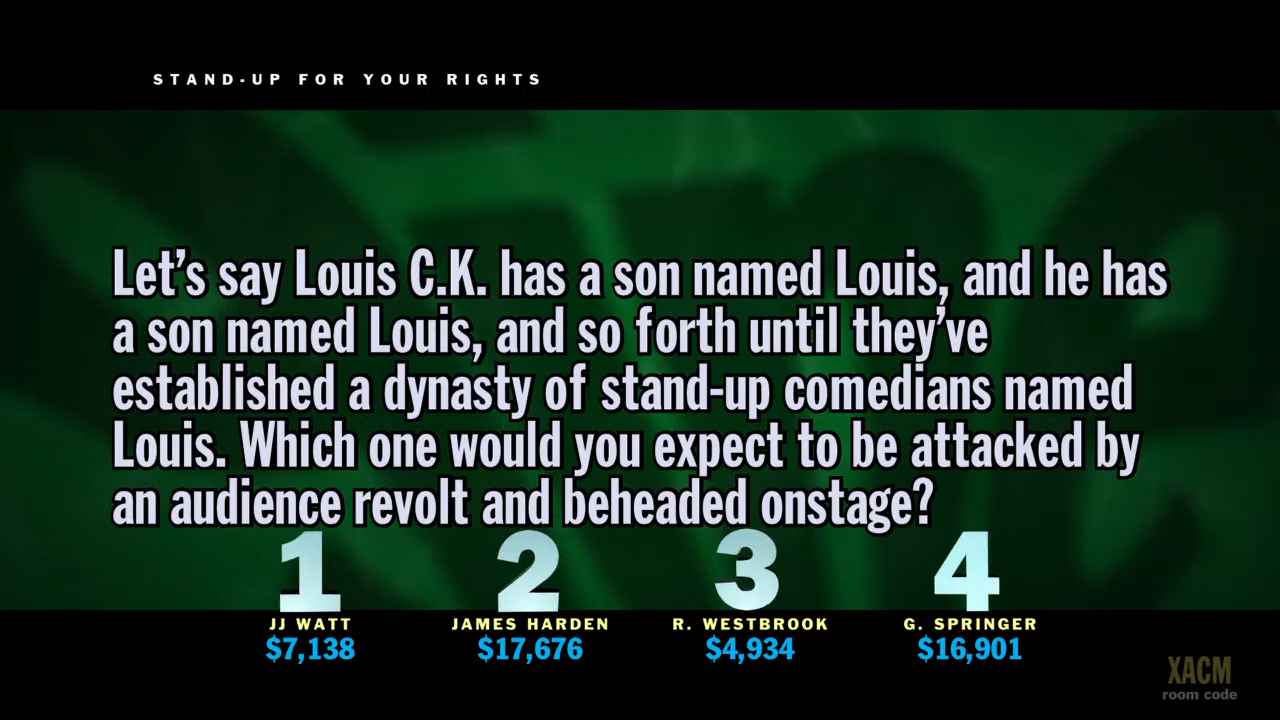 STAND-UP FOR YOUR RIGHTS
Let's say Louis C.K. has a son named Louis, and he has
a son named Louis, and so forth until they've
established a dynasty of stand-up comedians named
Louis. Which one would you expect to be attacked by
an audience revolt and beheaded onstage?
1 2 3 4
JJ WATT JAMES HARDEN R. WESTBROOK G. SPRINGER
$7,138 $17,676 $4,934 $16,901
XACM
room code